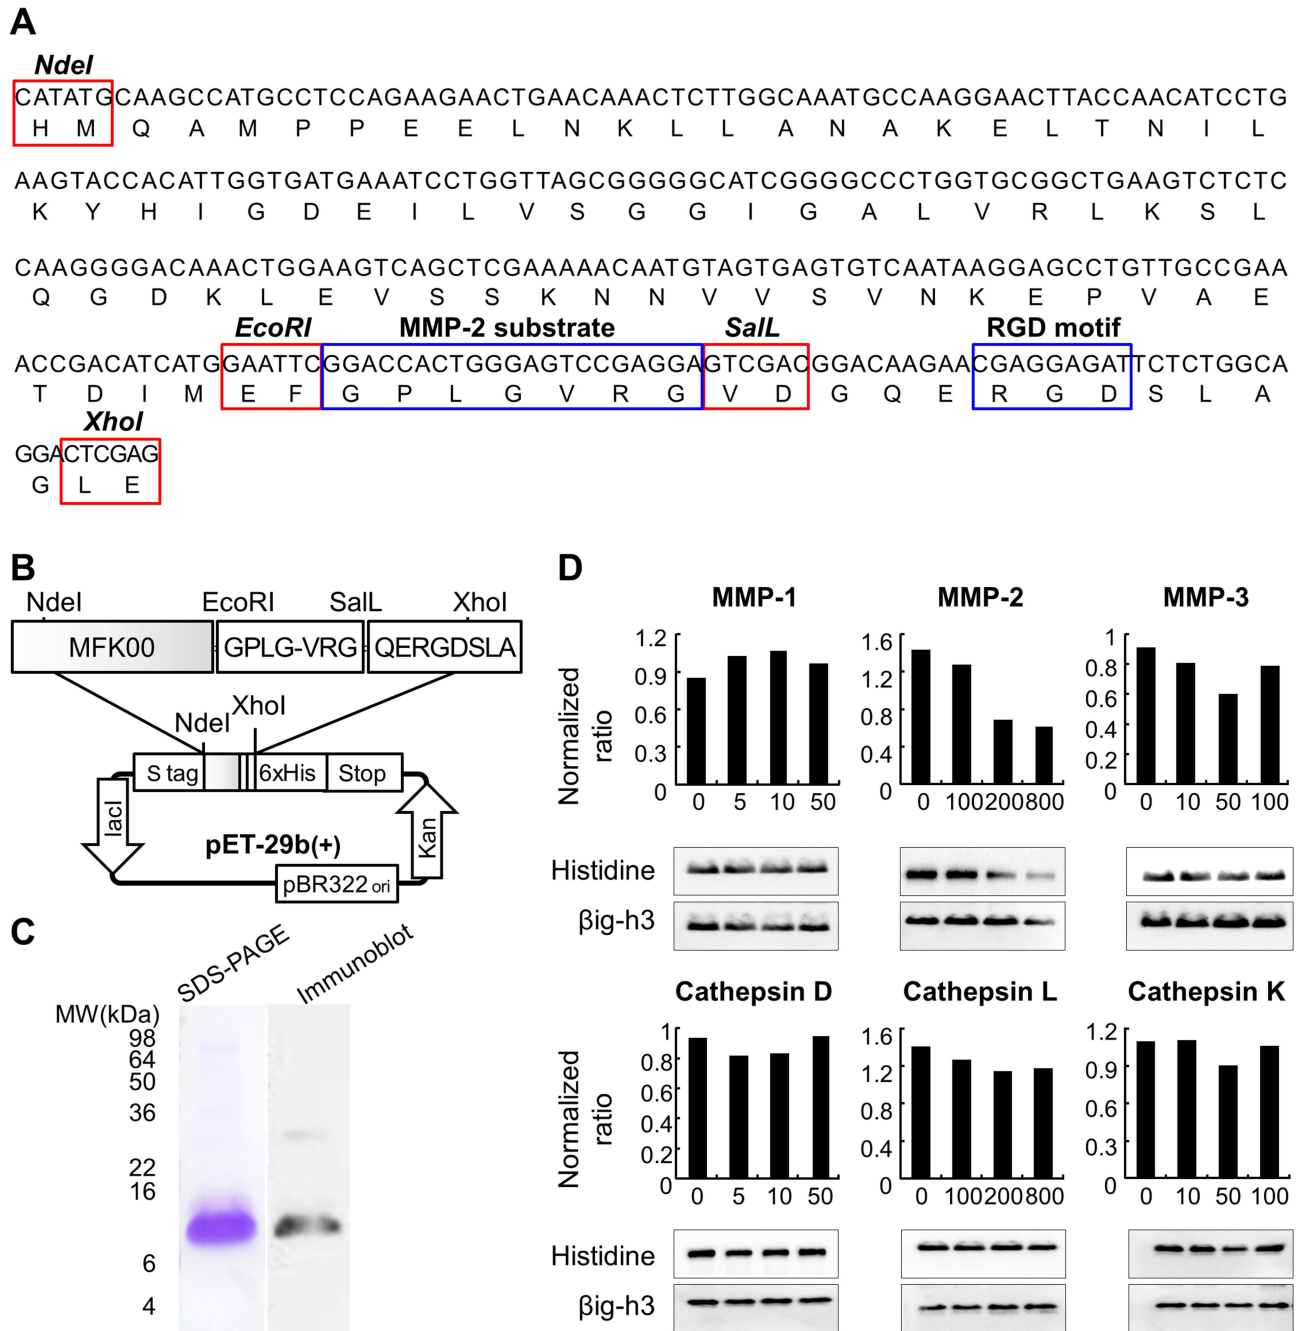 A
NdeI
CATATGCAAGCCATGCCTCCAGAAGAACTGAACAAACTCTTGGCAAATGCCAAGGAACTTACCAACATCCTG
H M Q A M P P E E L N K L L A N A K E L T N I L
AAGTACCACATTGGTGATGAAATCCTGGTTAGCGGGGGCATCGGGGCCCTGGTGCGGCTGAAGTCTCTC
K Y H I G D E I L V S G G I G A L V R L K S L
CAAGGGGACAAACTGGAAGTCAGCTCGAAAAACAATGTAGTGAGTGTCAATAAGGAGCCTGTTGCCGAA
Q G D K L E V S S K N N V V S V N K E P V A E
EcoRI MMP-2 substrate SalL RGD motif
ACCGACATCATGGAATTCGGACCACTGGGAGTCCGAGGAGTCGACGGACAAGAACGAGGAGATTCTCTGGCA
T D I M E F G P L G V R G V D G Q E R G D S L A
XhoI
GGACTCGAG
G L E
B
NdeI EcoRI SalL XhoI
MFK00 GPLG-VRG QERGDSLA
NdeI XhoI
S tag 6xHis Stop
lacI Kan
pET-29b(+)
pBR322 ori
C
SDS-PAGE Immunoblot
MW(kDa)
98
64
50
36
22
16
6
4
D
MMP-1 MMP-2 MMP-3
Normalized ratio
1.2
0.9
0.6
0.3
0
0 5 10 50
1.6
1.2
0.8
0.4
0
0 100 200 800
1
0.8
0.6
0.4
0.2
0
0 10 50 100
Histidine
βig-h3
Cathepsin D Cathepsin L Cathepsin K
Normalized ratio
1
0.8
0.6
0.4
0.2
0
0 5 10 50
1.6
1.2
0.4
0.4
0
0 100 200 800
1.2
0.9
0.6
0.3
0
0 10 50 100
Histidine
βig-h3